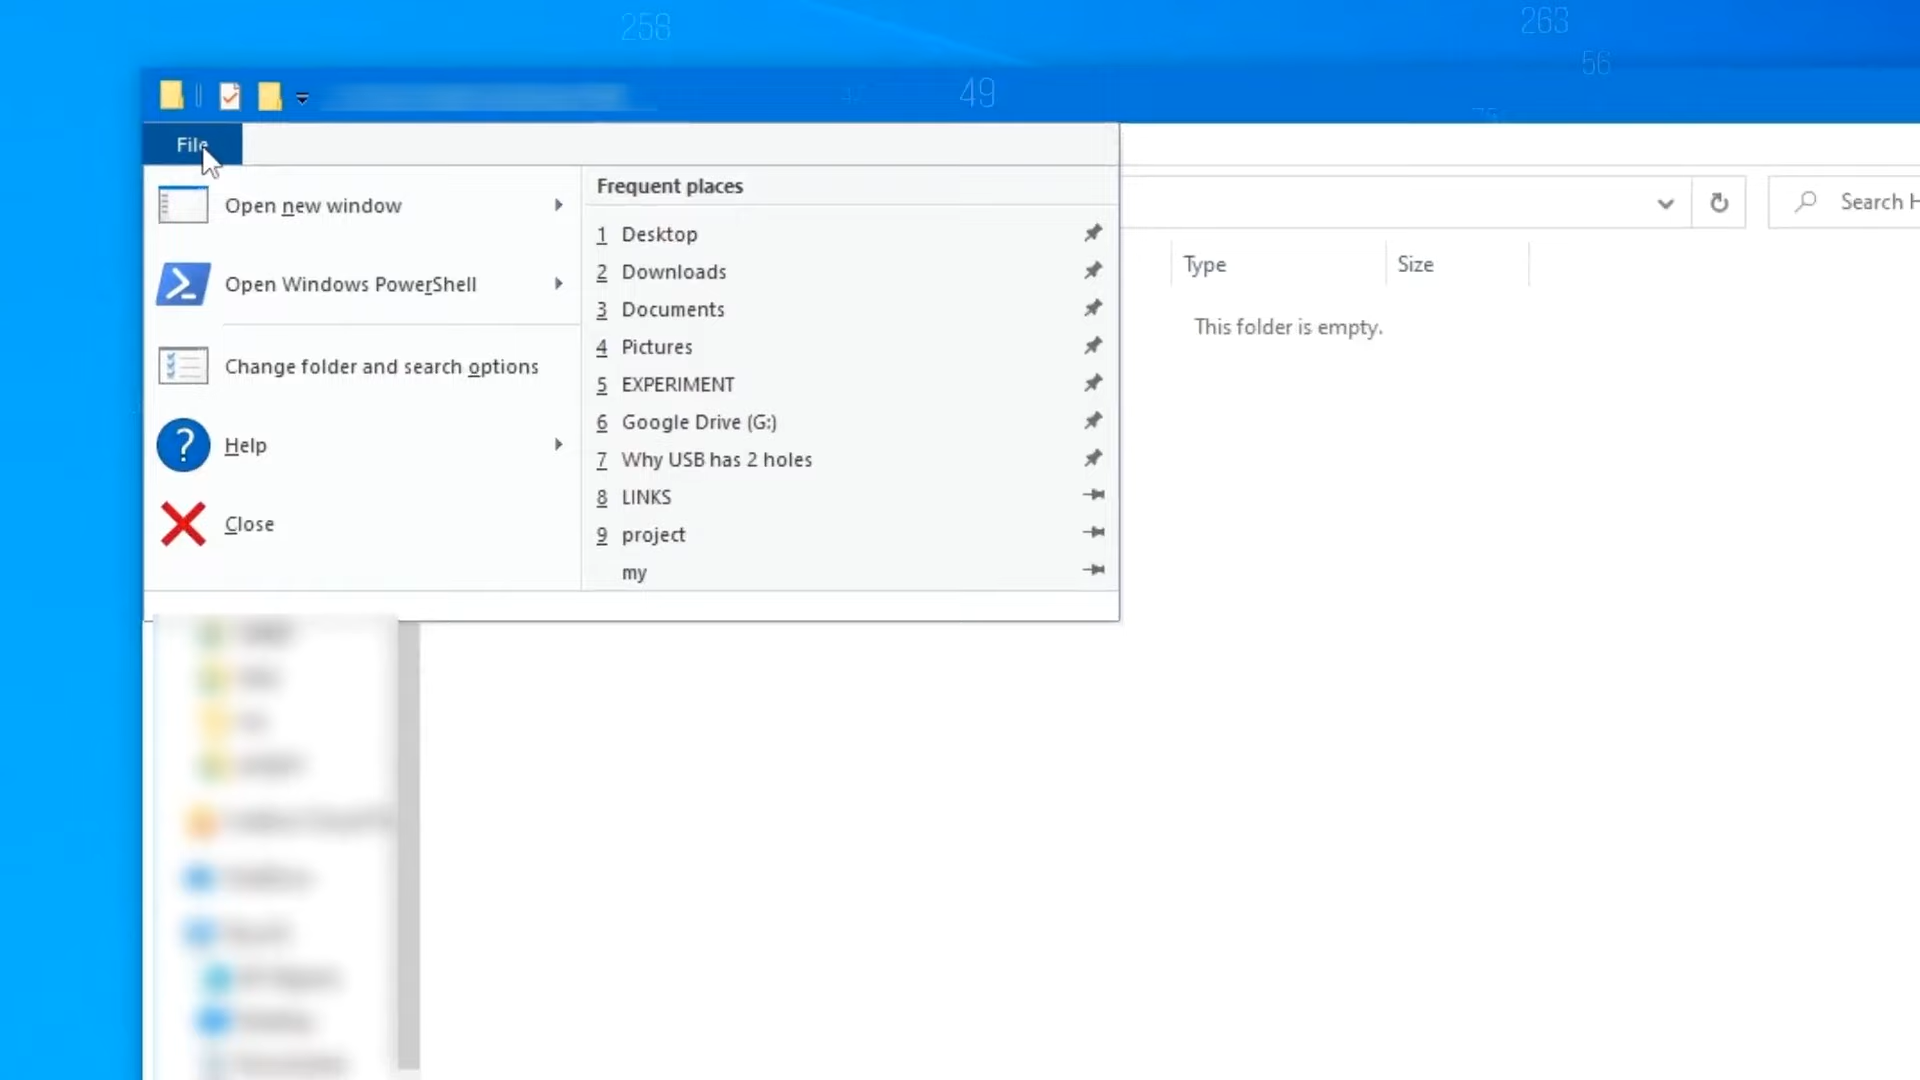 258
263
56
49
File
Open new window
Open Windows PowerShell
Change folder and search options
Help
Close
Frequent places
1 Desktop
2 Downloads
3 Documents
4 Pictures
5 EXPERIMENT
6 Google Drive (G:)
7 Why USB has 2 holes
8 LINKS
9 project
my
Search H
Type
Size
This folder is empty.